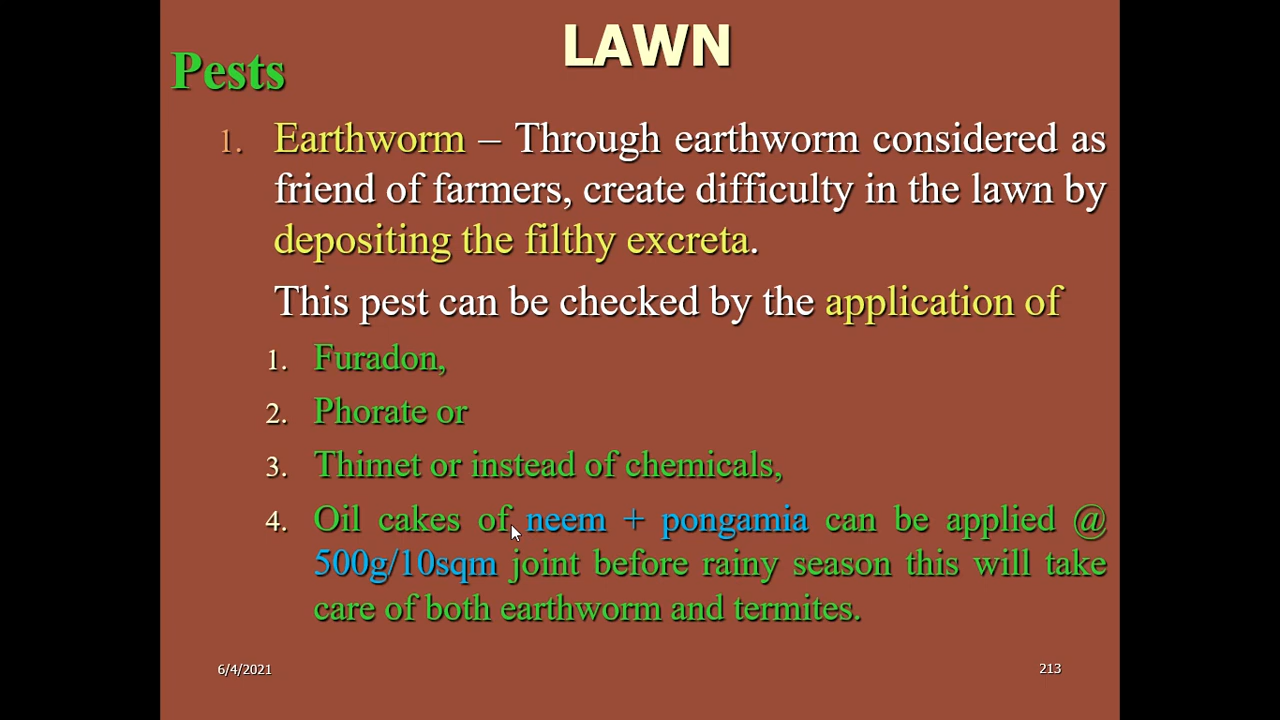 LAWN
Pests
1. Earthworm – Through earthworm considered as
friend of farmers, create difficulty in the lawn by
depositing the filthy excreta.
This pest can be checked by the application of
1. Furadon,
2. Phorate or
3. Thimet or instead of chemicals,
4. Oil cakes of neem + pongamia can be applied @
500g/10sqm joint before rainy season this will take
care of both earthworm and termites.
6/4/2021
213